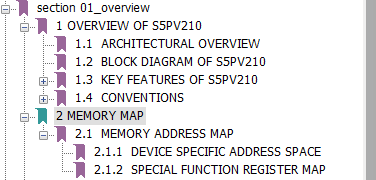 section 01_overview
1 OVERVIEW OF S5PV210
1.1 ARCHITECTURAL OVERVIEW
1.2 BLOCK DIAGRAM OF S5PV210
1.3 KEY FEATURES OF S5PV210
1.4 CONVENTIONS
2 MEMORY MAP
2.1 MEMORY ADDRESS MAP
2.1.1 DEVICE SPECIFIC ADDRESS SPACE
2.1.2 SPECIAL FUNCTION REGISTER MAP